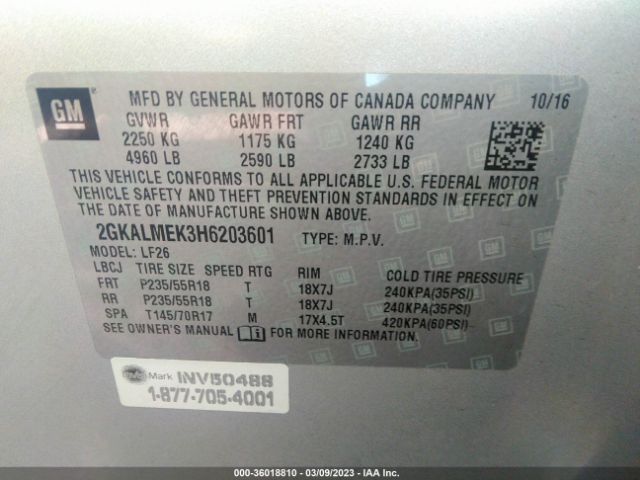 GM
MFD BY GENERAL MOTORS OF CANADA COMPANY 10/16
GVWR GAWR FRT GAWR RR
2250 KG 1175 KG 1240 KG
4960 LB 2590 LB 2733 LB
THIS VEHICLE CONFORMS TO ALL APPLICABLE U.S. FEDERAL MOTOR
VEHICLE SAFETY AND THEFT PREVENTION STANDARDS IN EFFECT ON
THE DATE OF MANUFACTURE SHOWN ABOVE.
2GKALMEK3H6203601 TYPE: M.P.V.
MODEL: LF26
LBCJ TIRE SIZE SPEED RTG RIM COLD TIRE PRESSURE
FRT P235/55R18 T 18X7J 240KPA(35PSI)
RR P235/55R18 T 18X7J 240KPA(35PSI)
SPA T145/70R17 M 17X4.5T 420KPA(60PSI)
SEE OWNER'S MANUAL FOR MORE INFORMATION.
Mark INV50488
1-877-705-4001
000-36018810 - 03/09/2023 - IAA Inc.